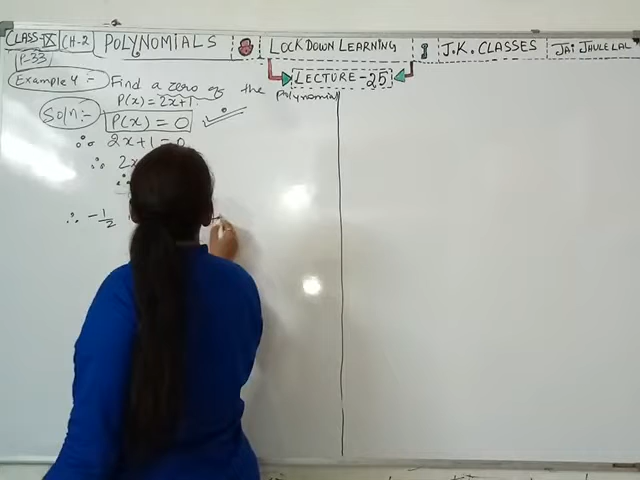 CLASS-IX CH-2 POLYNOMIALS 8 LOCKDOWN LEARNING J.K. CLASSES JAI JHULELAL
P-33 LECTURE-25
Example 4:- Find a zero of the polynomial
P(x) = 2x+1
Soln:- P(x) = 0
∴ 2x+1=0
∴ 2x
∴ -1/2